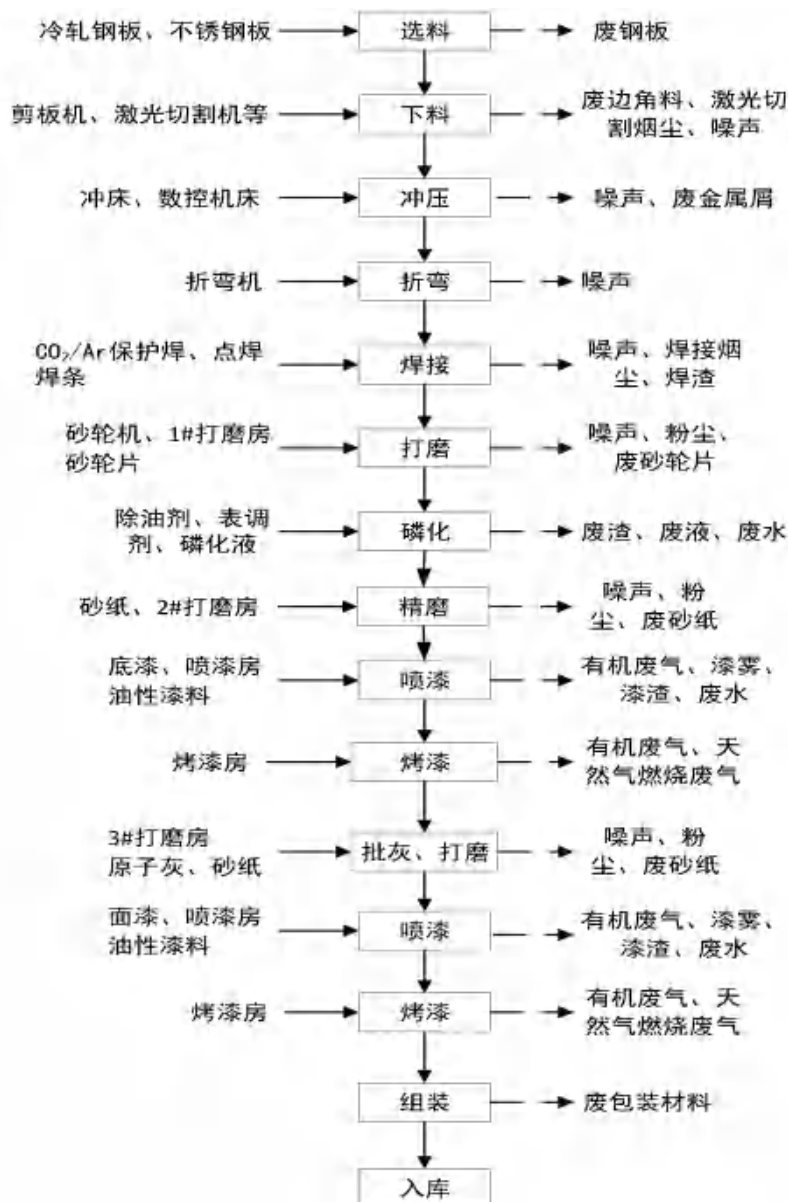 冷轧钢板、不锈钢板
选料
废钢板
剪板机、激光切割机等
下料
废边角料、激光切
割烟尘、噪声
冲床、数控机床
冲压
噪声、废金属屑
折弯机
折弯
噪声
CO₂/Ar保护焊、点焊
焊条
焊接
噪声、焊接烟
尘、焊渣
砂轮机、1#打磨房
砂轮片
打磨
噪声、粉尘、
废砂轮片
除油剂、表调
剂、磷化液
磷化
废渣、废液、废水
砂纸、2#打磨房
精磨
噪声、粉
尘、废砂纸
底漆、喷漆房
油性漆料
喷漆
有机废气、漆雾、
漆渣、废水
烤漆房
烤漆
有机废气、天
然气燃烧废气
3#打磨房
原子灰、砂纸
批灰、打磨
噪声、粉
尘、废砂纸
面漆、喷漆房
油性漆料
喷漆
有机废气、漆雾、
漆渣、废水
烤漆房
烤漆
有机废气、天
然气燃烧废气
组装
废包装材料
入库